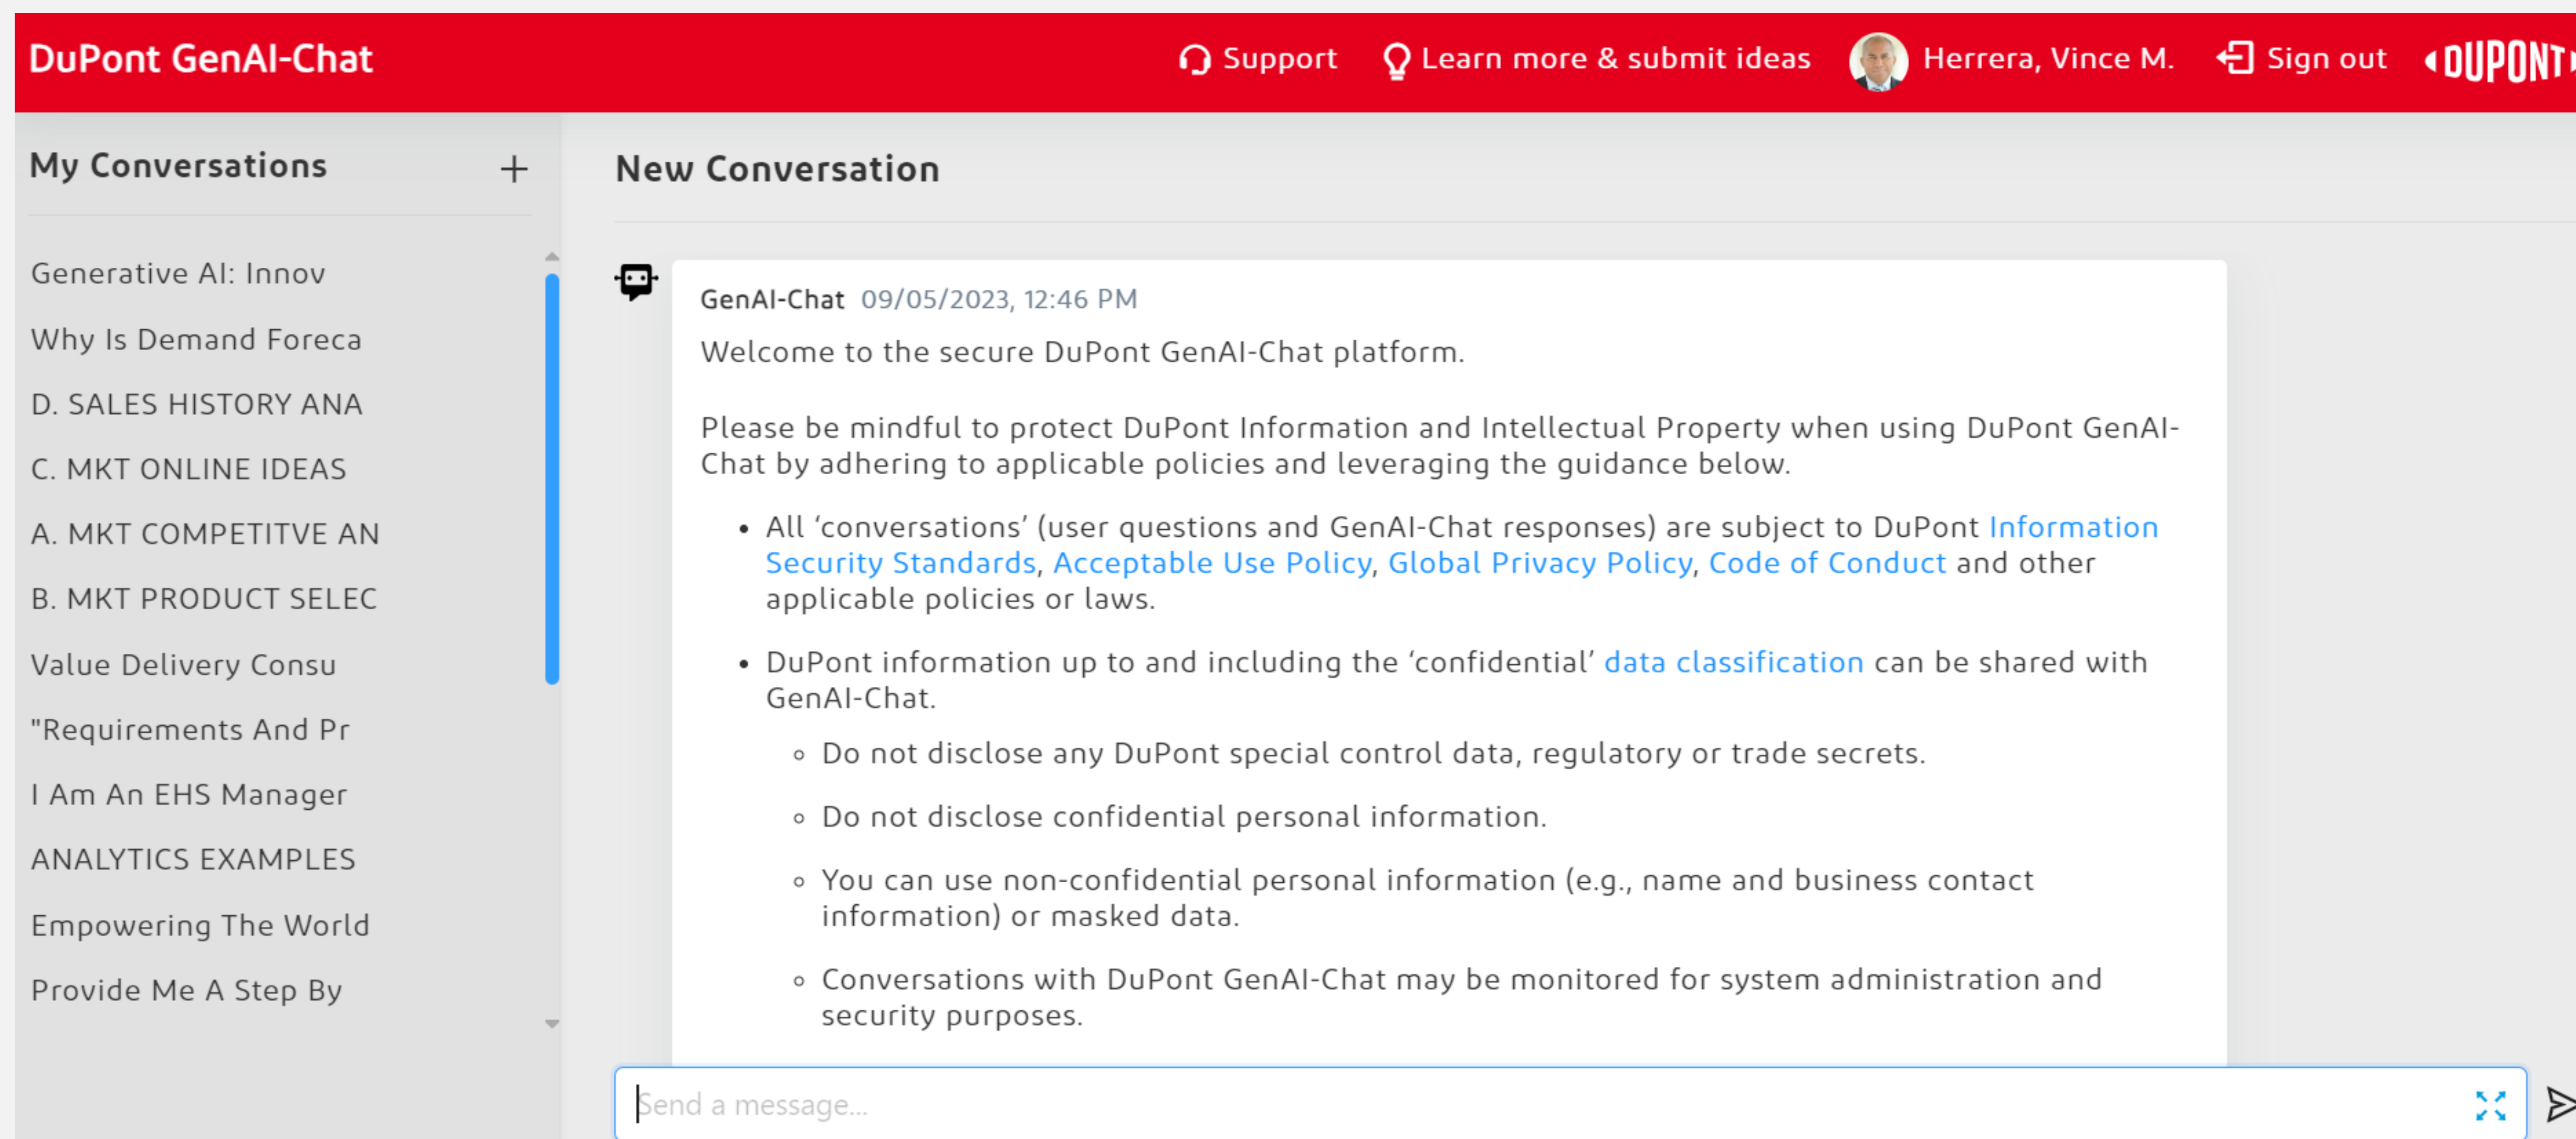 DuPont GenAI-Chat
Support
Learn more & submit ideas
Herrera, Vince M.
Sign out
DUPONT
My Conversations
Generative AI: Innov
Why Is Demand Foreca
D. SALES HISTORY ANA
C. MKT ONLINE IDEAS
A. MKT COMPETITVE AN
B. MKT PRODUCT SELEC
Value Delivery Consu
"Requirements And Pr
I Am An EHS Manager
ANALYTICS EXAMPLES
Empowering The World
Provide Me A Step By
New Conversation
GenAI-Chat 09/05/2023, 12:46 PM
Welcome to the secure DuPont GenAI-Chat platform.
Please be mindful to protect DuPont Information and Intellectual Property when using DuPont GenAI-
Chat by adhering to applicable policies and leveraging the guidance below.
• All ‘conversations’ (user questions and GenAI-Chat responses) are subject to DuPont Information
Security Standards, Acceptable Use Policy, Global Privacy Policy, Code of Conduct and other
applicable policies or laws.
• DuPont information up to and including the ‘confidential’ data classification can be shared with
GenAI-Chat.
◦ Do not disclose any DuPont special control data, regulatory or trade secrets.
◦ Do not disclose confidential personal information.
◦ You can use non-confidential personal information (e.g., name and business contact
information) or masked data.
◦ Conversations with DuPont GenAI-Chat may be monitored for system administration and
security purposes.
Send a message...